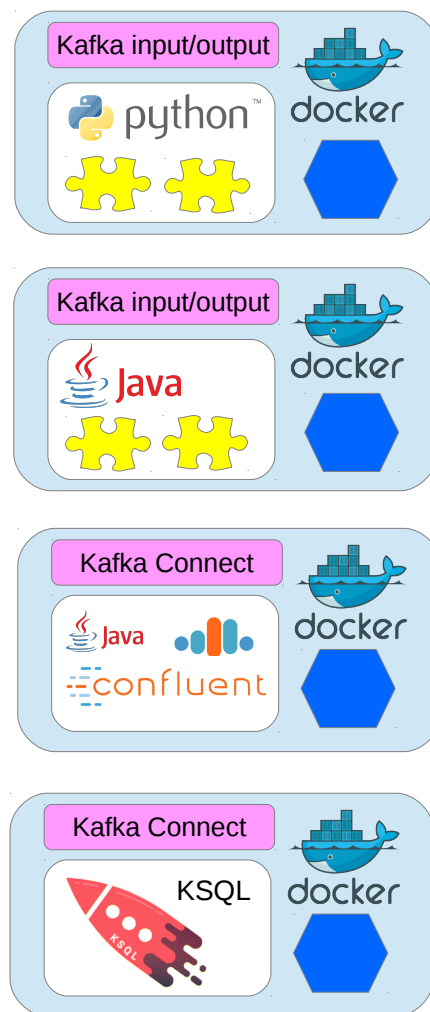 Kafka input/output
python™
docker
Kafka input/output
Java
docker
Kafka Connect
Java
confluent
docker
Kafka Connect
KSQL
KSQL
docker